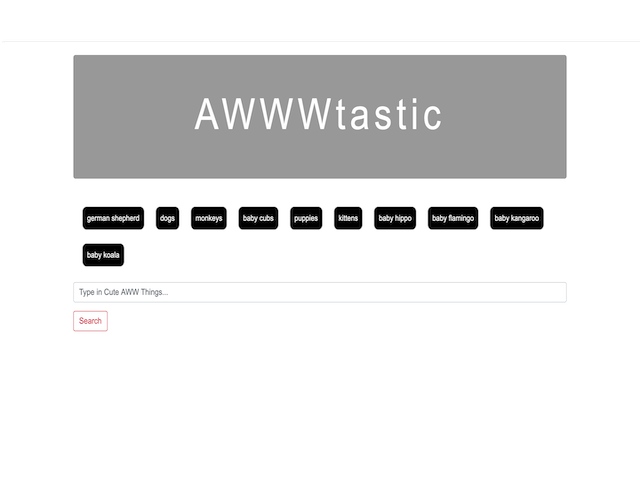 AWWWtastic
german shepherd dogs monkeys baby cubs puppies kittens baby hippo baby flamingo baby kangaroo
baby koala
Type in Cute AWW Things...
Search